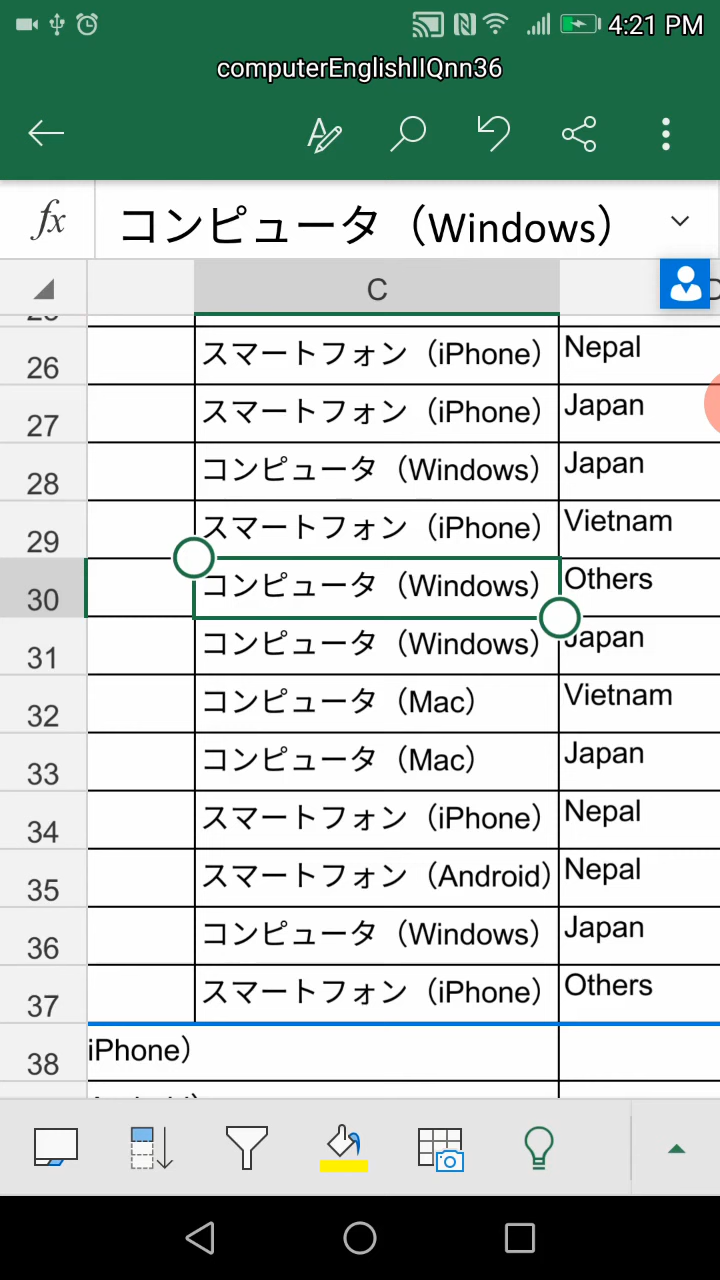 4:21 PM
computerEnglishIIQnn36
fx コンピュータ（Windows）
C
26 スマートフォン（iPhone） Nepal
27 スマートフォン（iPhone） Japan
28 コンピュータ（Windows） Japan
29 スマートフォン（iPhone） Vietnam
30 コンピュータ（Windows） Others
31 コンピュータ（Windows） Japan
32 コンピュータ（Mac） Vietnam
33 コンピュータ（Mac） Japan
34 スマートフォン（iPhone） Nepal
35 スマートフォン（Android） Nepal
36 コンピュータ（Windows） Japan
37 スマートフォン（iPhone） Others
38 iPhone）